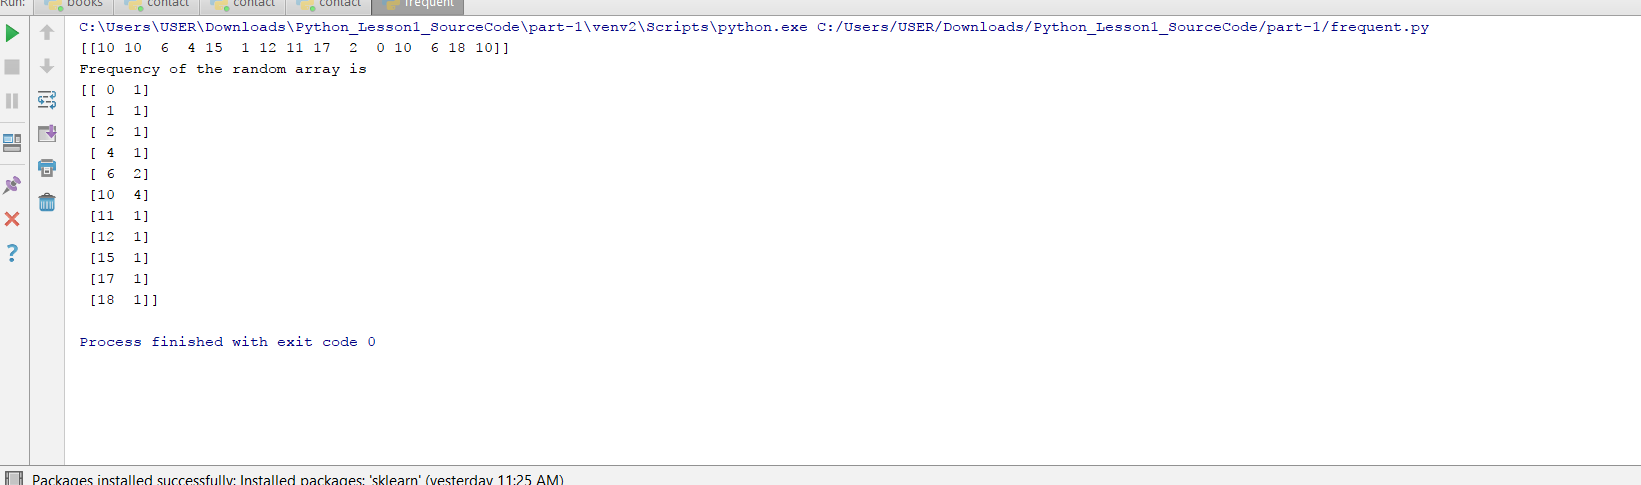 Run: books contact contact contact frequent
C:\Users\USER\Downloads\Python_Lesson1_SourceCode\part-1\venv2\Scripts\python.exe C:/Users/USER/Downloads/Python_Lesson1_SourceCode/part-1/frequent.py
[[10 10  6  4 15  1 12 11 17  2  0 10  6 18 10]]
Frequency of the random array is
[[ 0  1]
 [ 1  1]
 [ 2  1]
 [ 4  1]
 [ 6  2]
 [10  4]
 [11  1]
 [12  1]
 [15  1]
 [17  1]
 [18  1]]
Process finished with exit code 0
?
Packages installed successfully: Installed packages: 'sklearn' (yesterday 11:25 AM)